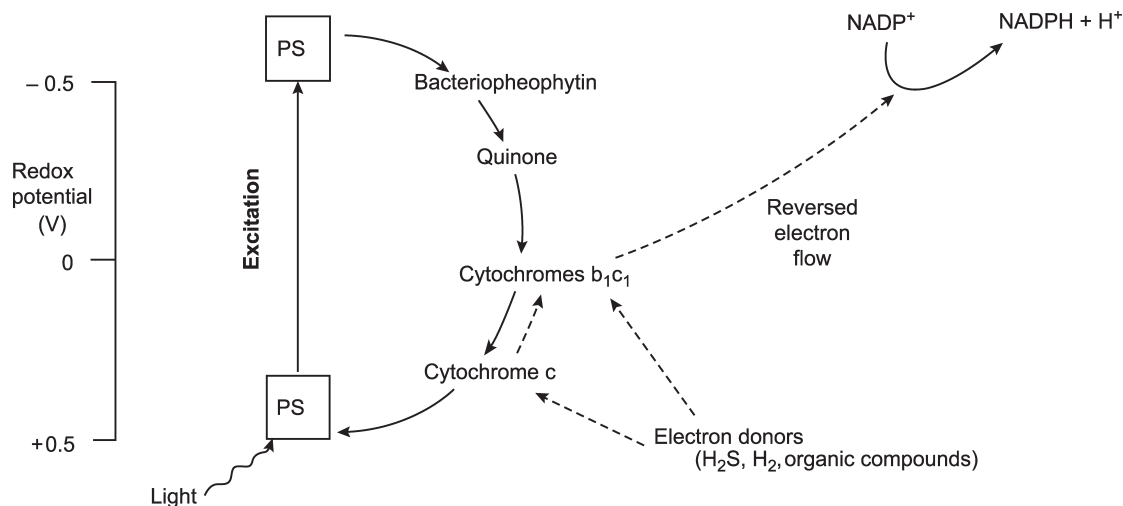 NADP⁺
NADPH + H⁺
PS
– 0.5
Bacteriopheophytin
Quinone
Redox
potential
(V)
Excitation
Reversed
electron
flow
0
Cytochromes b₁c₁
Cytochrome c
PS
+0.5
Electron donors
(H₂S, H₂, organic compounds)
Light